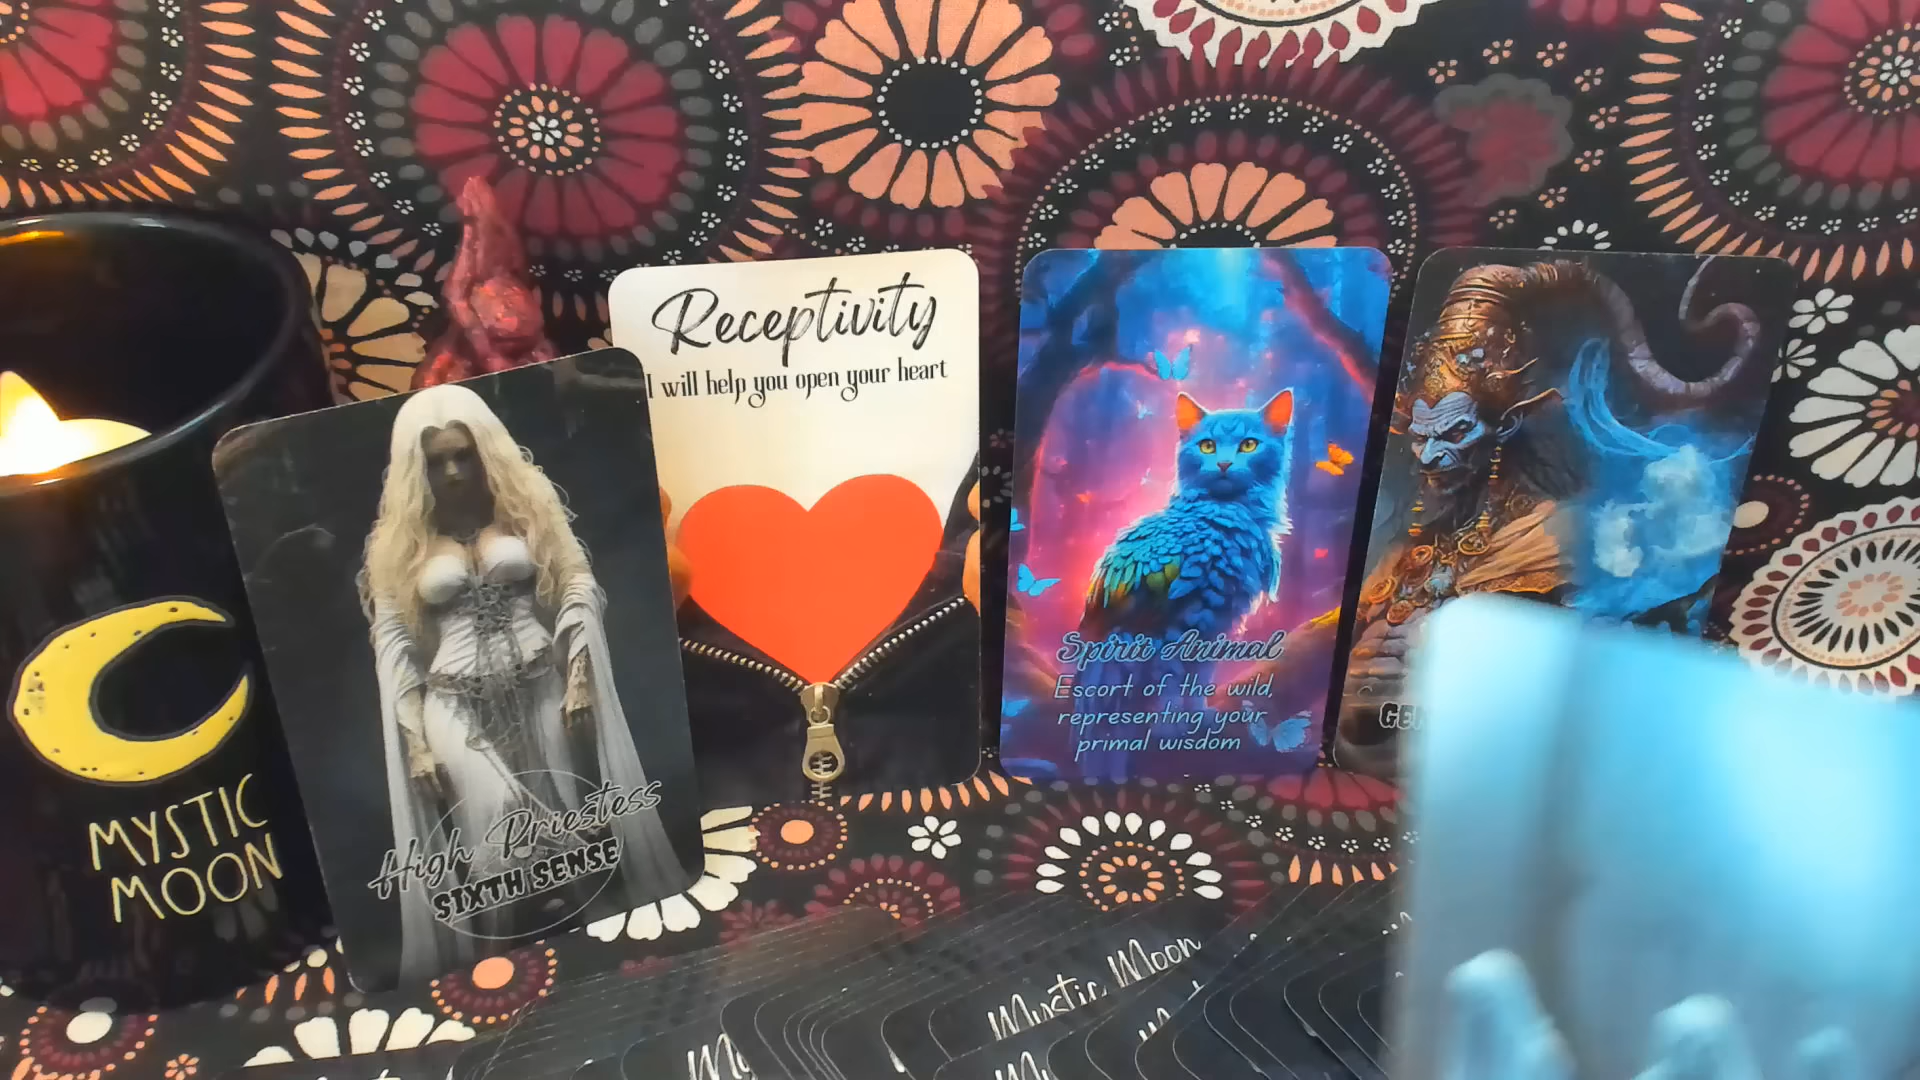 MYSTIC
MOON
High Priestess
SIXTH SENSE
Receptivity
I will help you open your heart
Spirit Animal
Escort of the wild,
representing your
primal wisdom
Mystic Moon